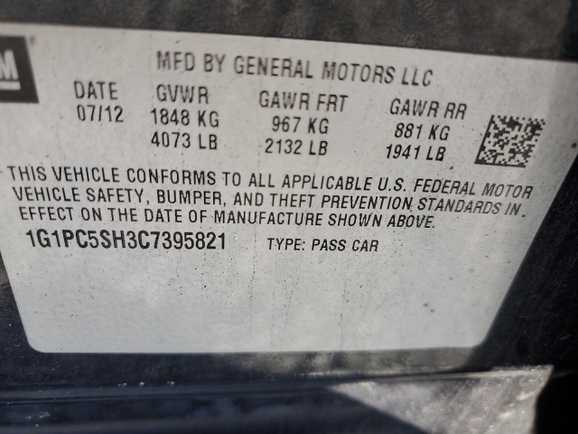 M
MFD BY GENERAL MOTORS LLC
DATE GVWR GAWR FRT GAWR RR
07/12 1848 KG 967 KG 881 KG
4073 LB 2132 LB 1941 LB
THIS VEHICLE CONFORMS TO ALL APPLICABLE U.S. FEDERAL MOTOR
VEHICLE SAFETY, BUMPER, AND THEFT PREVENTION STANDARDS IN
EFFECT ON THE DATE OF MANUFACTURE SHOWN ABOVE.
1G1PC5SH3C7395821 TYPE: PASS CAR